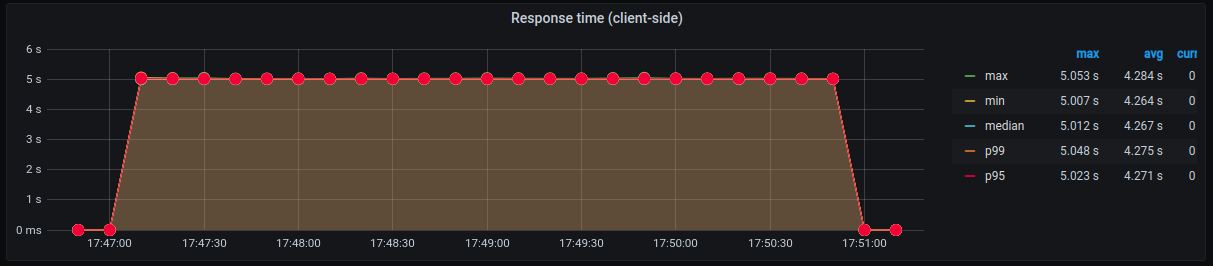 Response time (client-side)
max avg curr
6 s
5 s
4 s
3 s
2 s
1 s
0 ms
17:47:00 17:47:30 17:48:00 17:48:30 17:49:00 17:49:30 17:50:00 17:50:30 17:51:00
max 5.053 s 4.284 s 0
min 5.007 s 4.264 s 0
median 5.012 s 4.267 s 0
p99 5.048 s 4.275 s 0
p95 5.023 s 4.271 s 0